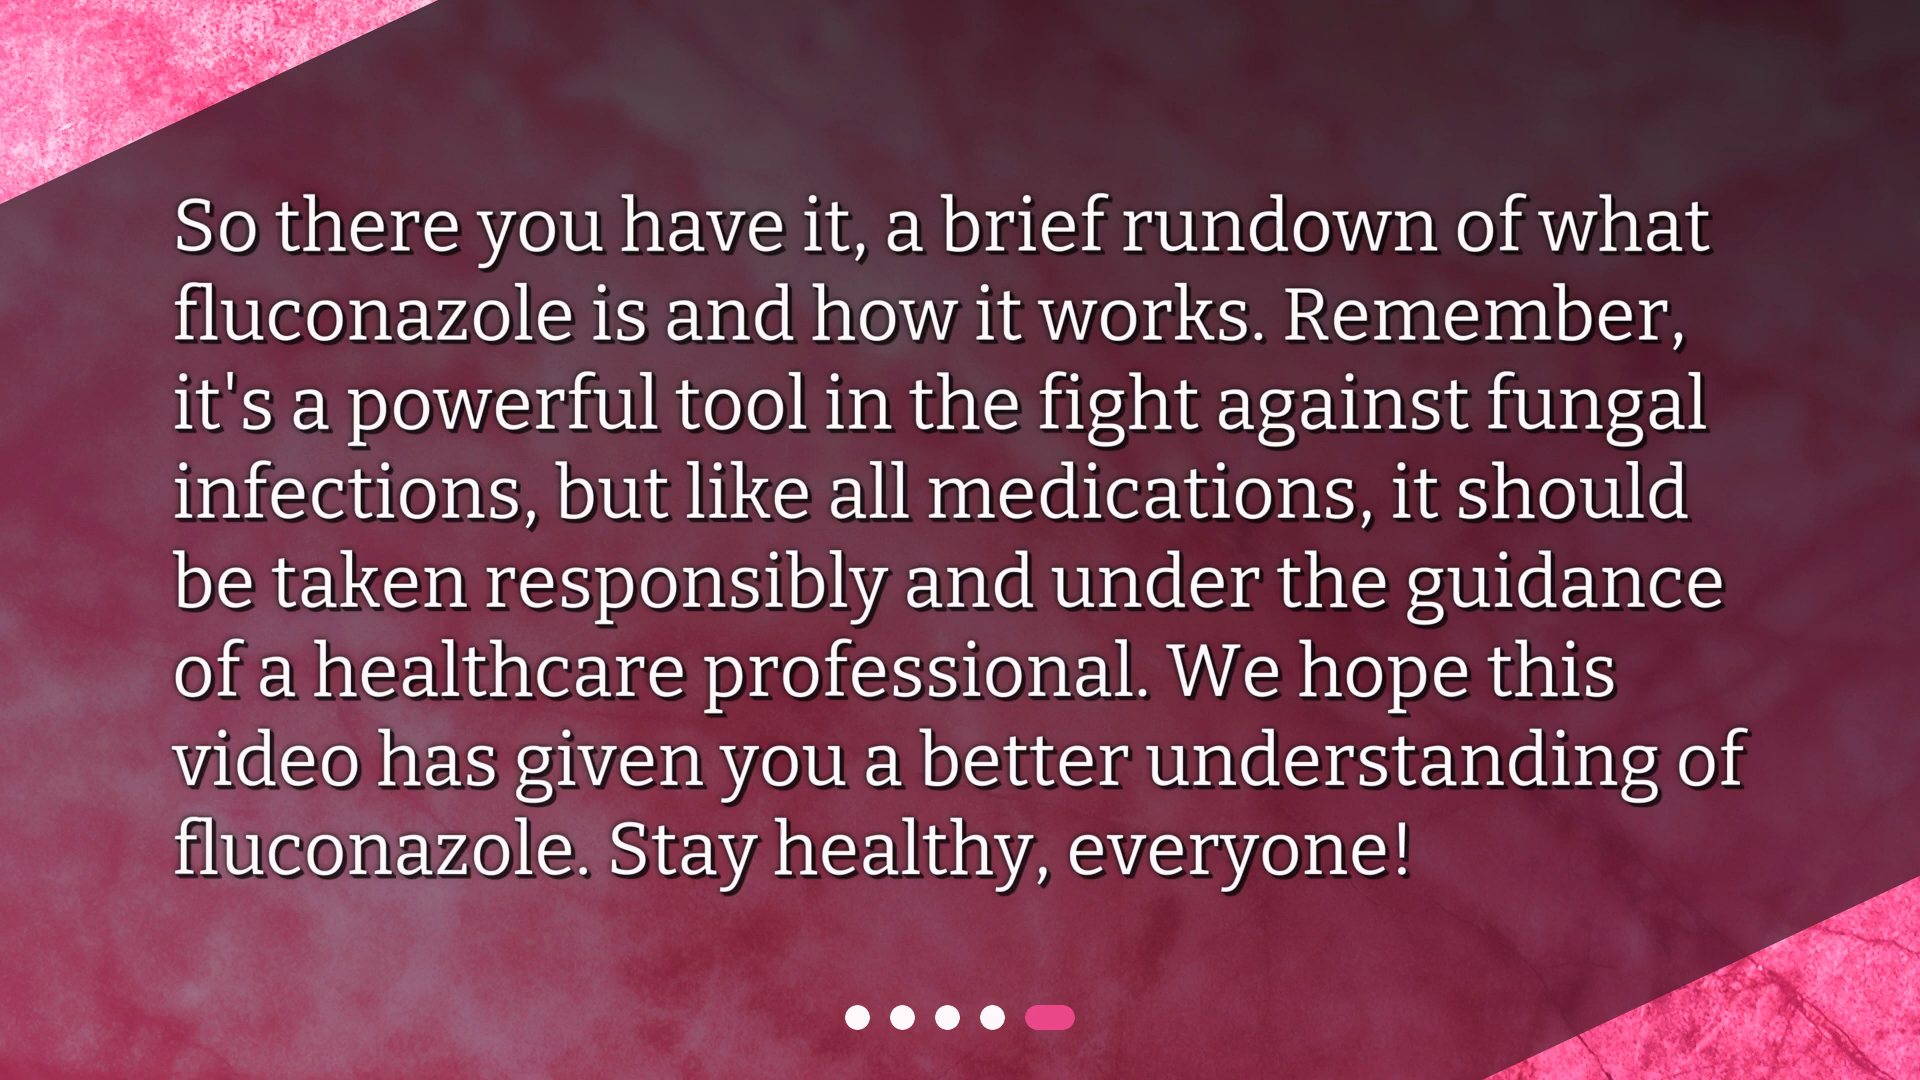 So there you have it, a brief rundown of what
fluconazole is and how it works. Remember,
it's a powerful tool in the fight against fungal
infections, but like all medications, it should
be taken responsibly and under the guidance
of a healthcare professional. We hope this
video has given you a better understanding of
fluconazole. Stay healthy, everyone!